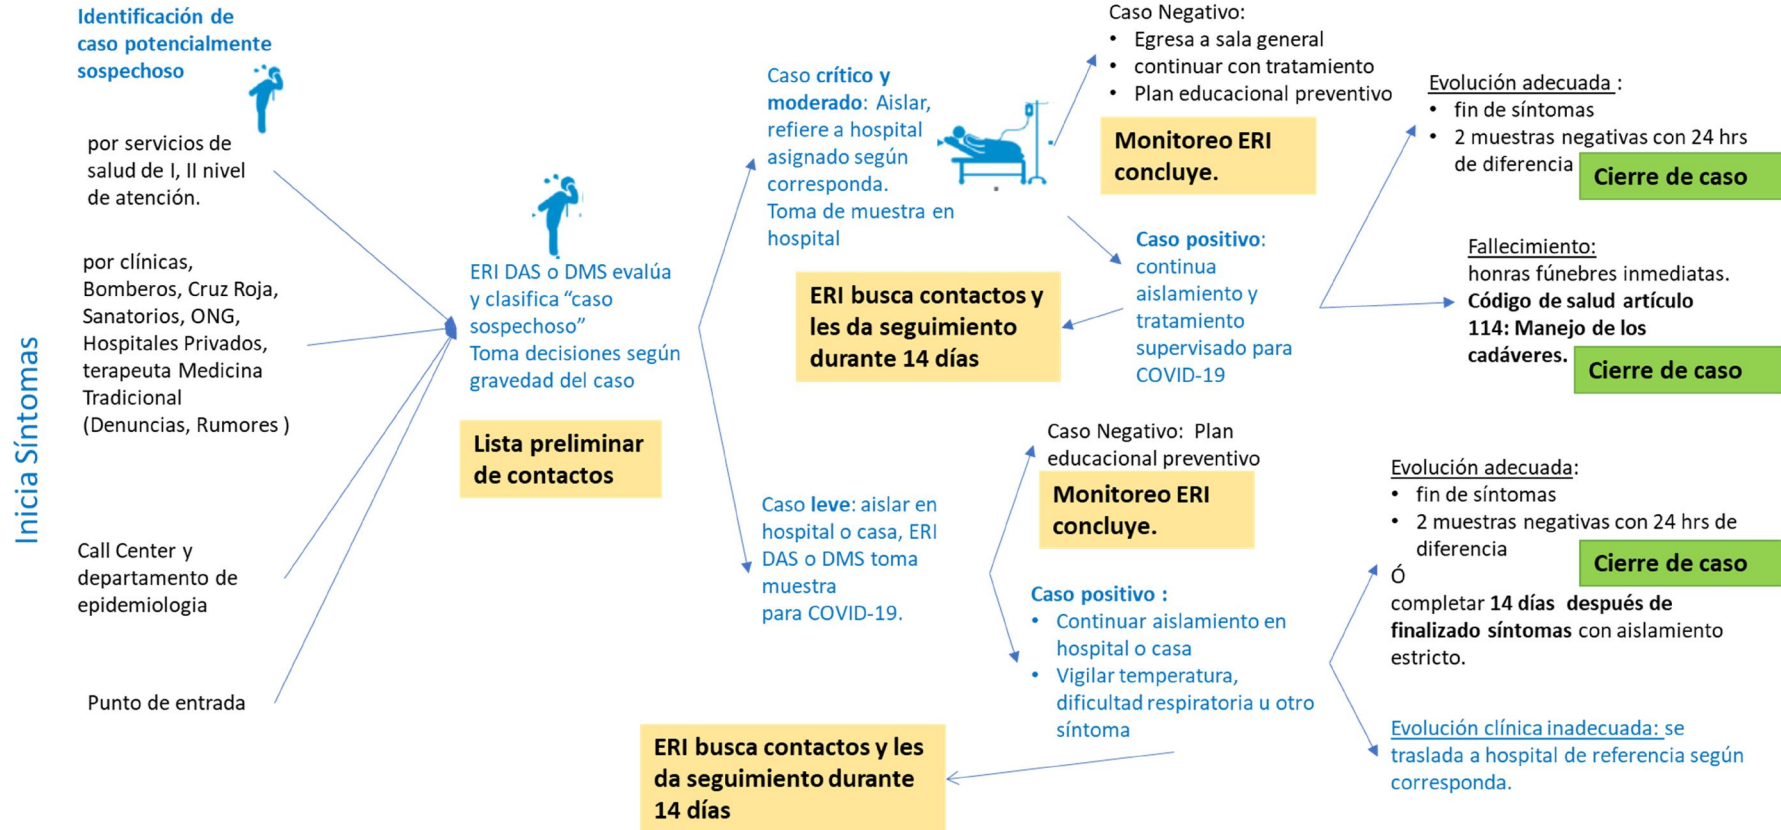 Inicia Síntomas
Identificación de
caso potencialmente
sospechoso
por servicios de
salud de I, II nivel
de atención.
por clínicas,
Bomberos, Cruz Roja,
Sanatorios, ONG,
Hospitales Privados,
terapeuta Medicina
Tradicional
(Denuncias, Rumores )
Call Center y
departamento de
epidemiologia
Punto de entrada
ERI DAS o DMS evalúa
y clasifica “caso
sospechoso”
Toma decisiones según
gravedad del caso
Lista preliminar
de contactos
Caso crítico y
moderado: Aislar,
refiere a hospital
asignado según
corresponda.
Toma de muestra en
hospital
Caso Negativo:
• Egresa a sala general
• continuar con tratamiento
• Plan educacional preventivo
Monitoreo ERI
concluye.
Caso positivo:
continua
aislamiento y
tratamiento
supervisado para
COVID-19
ERI busca contactos y
les da seguimiento
durante 14 días
Evolución adecuada :
• fin de síntomas
• 2 muestras negativas con 24 hrs
de diferencia
Cierre de caso
Fallecimiento:
honras fúnebres inmediatas.
Código de salud artículo
114: Manejo de los
cadáveres.
Cierre de caso
Caso leve: aislar en
hospital o casa, ERI
DAS o DMS toma
muestra
para COVID-19.
Caso Negativo: Plan
educacional preventivo
Monitoreo ERI
concluye.
Caso positivo :
• Continuar aislamiento en
hospital o casa
• Vigilar temperatura,
dificultad respiratoria u otro
síntoma
ERI busca contactos y les
da seguimiento durante
14 días
Evolución adecuada:
• fin de síntomas
• 2 muestras negativas con 24 hrs de
diferencia
Cierre de caso
Ó
completar 14 días después de
finalizado síntomas con aislamiento
estricto.
Evolución clínica inadecuada: se
traslada a hospital de referencia según
corresponda.